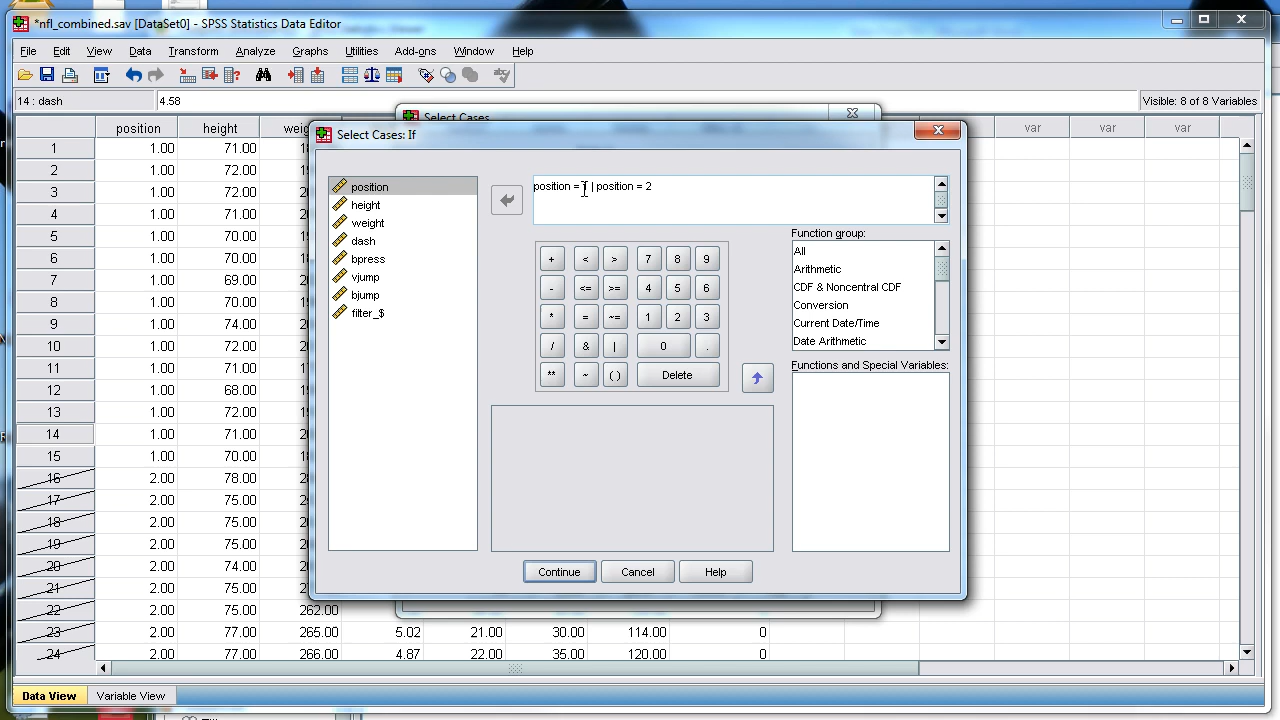 *nfl_combined.sav [DataSet0] - SPSS Statistics Data Editor
File Edit View Data Transform Analyze Graphs Utilities Add-ons Window Help
14 : dash 4.58 Visible: 8 of 8 Variables
Select Cases
position height var var var
Select Cases: If
1 1.00 71.00
2 1.00 72.00
3 1.00 72.00
4 1.00 71.00
5 1.00 70.00
6 1.00 70.00
7 1.00 69.00
8 1.00 70.00
9 1.00 74.00
10 1.00 72.00
11 1.00 71.00
12 1.00 68.00
13 1.00 72.00
14 1.00 71.00
15 1.00 70.00
16 2.00 78.00
17 2.00 75.00
18 2.00 75.00
19 2.00 75.00
20 2.00 74.00
21 2.00 75.00
22 2.00 75.00 262.00
23 2.00 77.00 265.00 5.02 21.00 30.00 114.00 0
24 2.00 77.00 266.00 4.87 22.00 35.00 120.00 0
position
height
weight
dash
bpress
vjump
bjump
filter_$
position = | position = 2
+ < > 7 8 9
- <= >= 4 5 6
* = ~= 1 2 3
/ & | 0 .
** ~ ( ) Delete
Function group:
All
Arithmetic
CDF & Noncentral CDF
Conversion
Current Date/Time
Date Arithmetic
Functions and Special Variables:
Continue Cancel Help
Data View Variable View